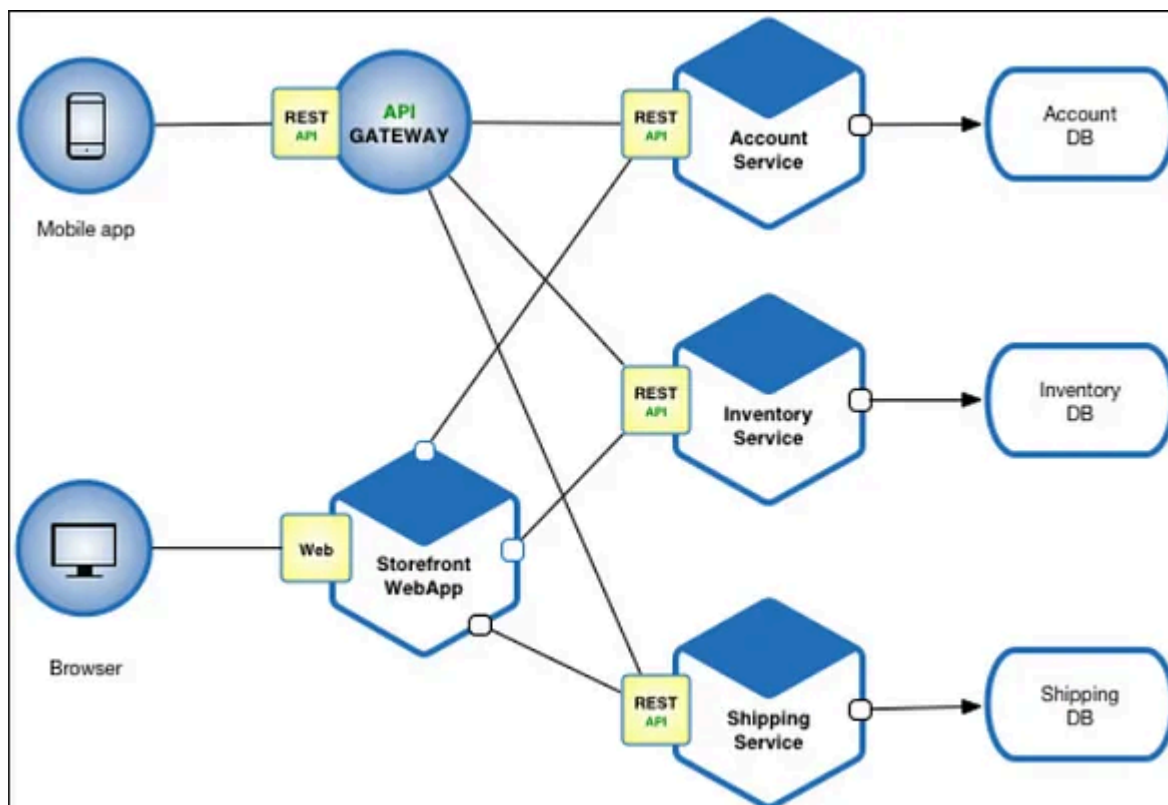 Mobile app
REST
API
API
GATEWAY
REST
API
Account
Service
Account
DB
REST
API
Inventory
Service
Inventory
DB
Browser
Web
Storefront
WebApp
REST
API
Shipping
Service
Shipping
DB